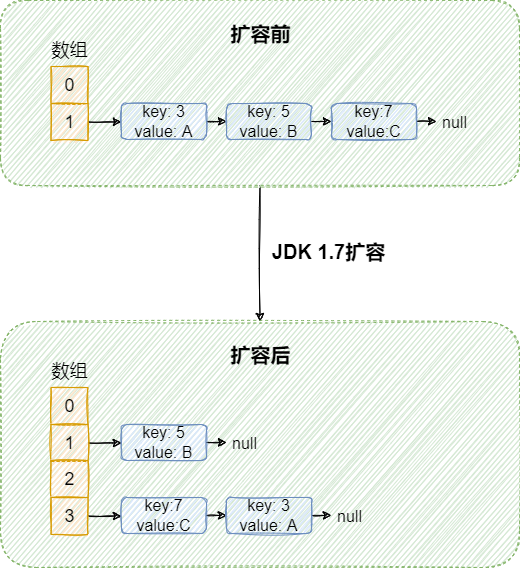 扩容前
数组
0
1
key: 3
value: A
key: 5
value: B
key:7
value:C
null
JDK 1.7扩容
扩容后
数组
0
1
key: 5
value: B
null
2
3
key:7
value:C
key: 3
value: A
null